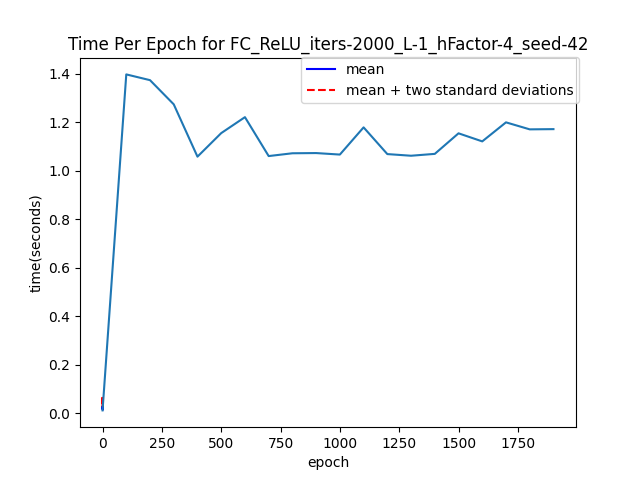 Time Per Epoch for FC_ReLU_iters-2000_L-1_hFactor-4_seed-42
mean
mean + two standard deviations
1.4
1.2
1.0
0.8
0.6
0.4
0.2
0.0
time(seconds)
0 250 500 750 1000 1250 1500 1750
epoch